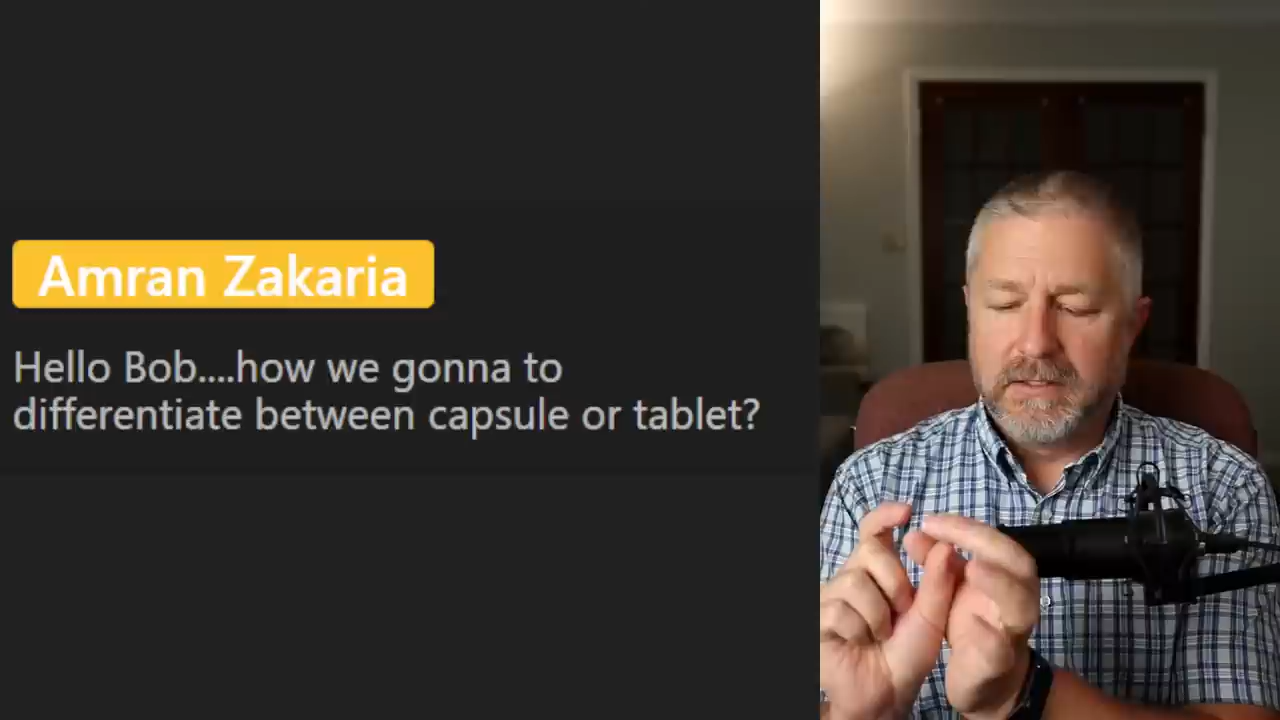 Amran Zakaria
Hello Bob....how we gonna to
differentiate between capsule or tablet?